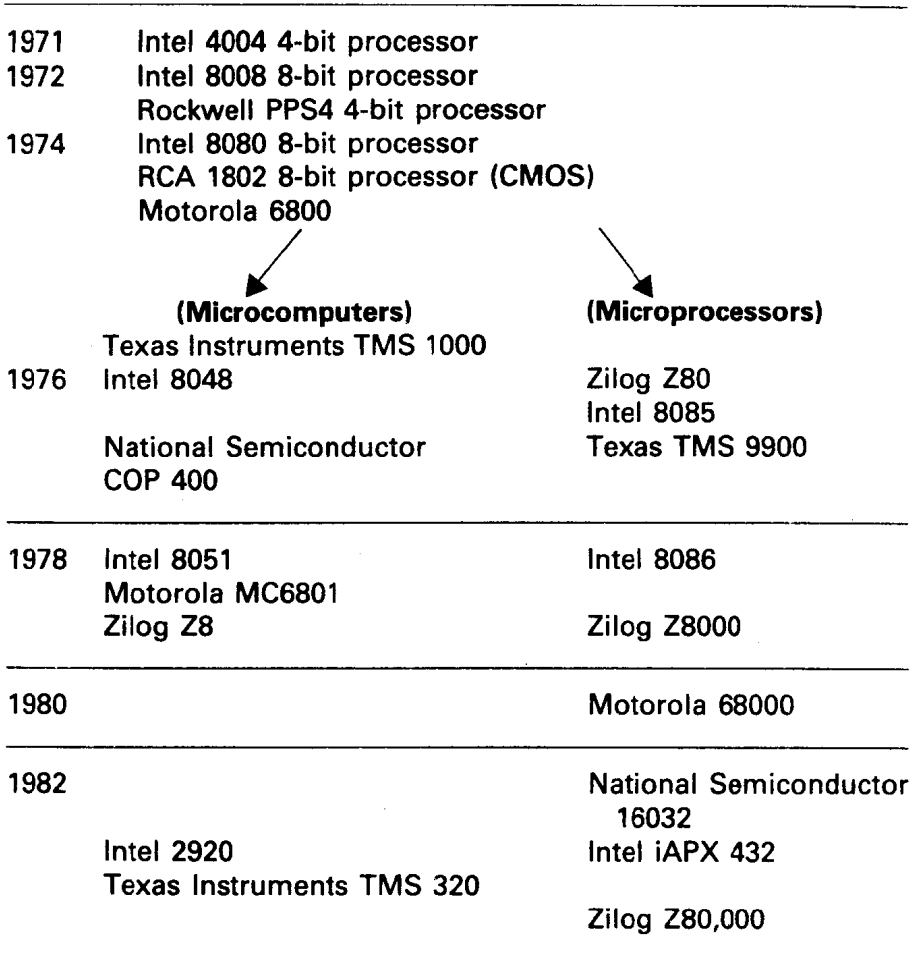 1971 Intel 4004 4-bit processor
1972 Intel 8008 8-bit processor
Rockwell PPS4 4-bit processor
1974 Intel 8080 8-bit processor
RCA 1802 8-bit processor (CMOS)
Motorola 6800
(Microcomputers) (Microprocessors)
Texas Instruments TMS 1000
1976 Intel 8048 Zilog Z80
Intel 8085
National Semiconductor Texas TMS 9900
COP 400
1978 Intel 8051 Intel 8086
Motorola MC6801
Zilog Z8 Zilog Z8000
1980 Motorola 68000
1982 National Semiconductor
16032
Intel 2920 Intel iAPX 432
Texas Instruments TMS 320
Zilog Z80,000